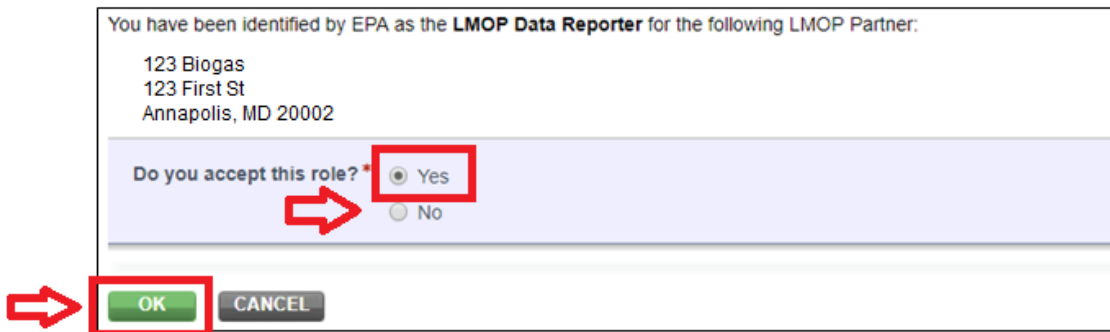 You have been identified by EPA as the LMOP Data Reporter for the following LMOP Partner:
123 Biogas
123 First St
Annapolis, MD 20002
Do you accept this role?* Yes
No
OK CANCEL